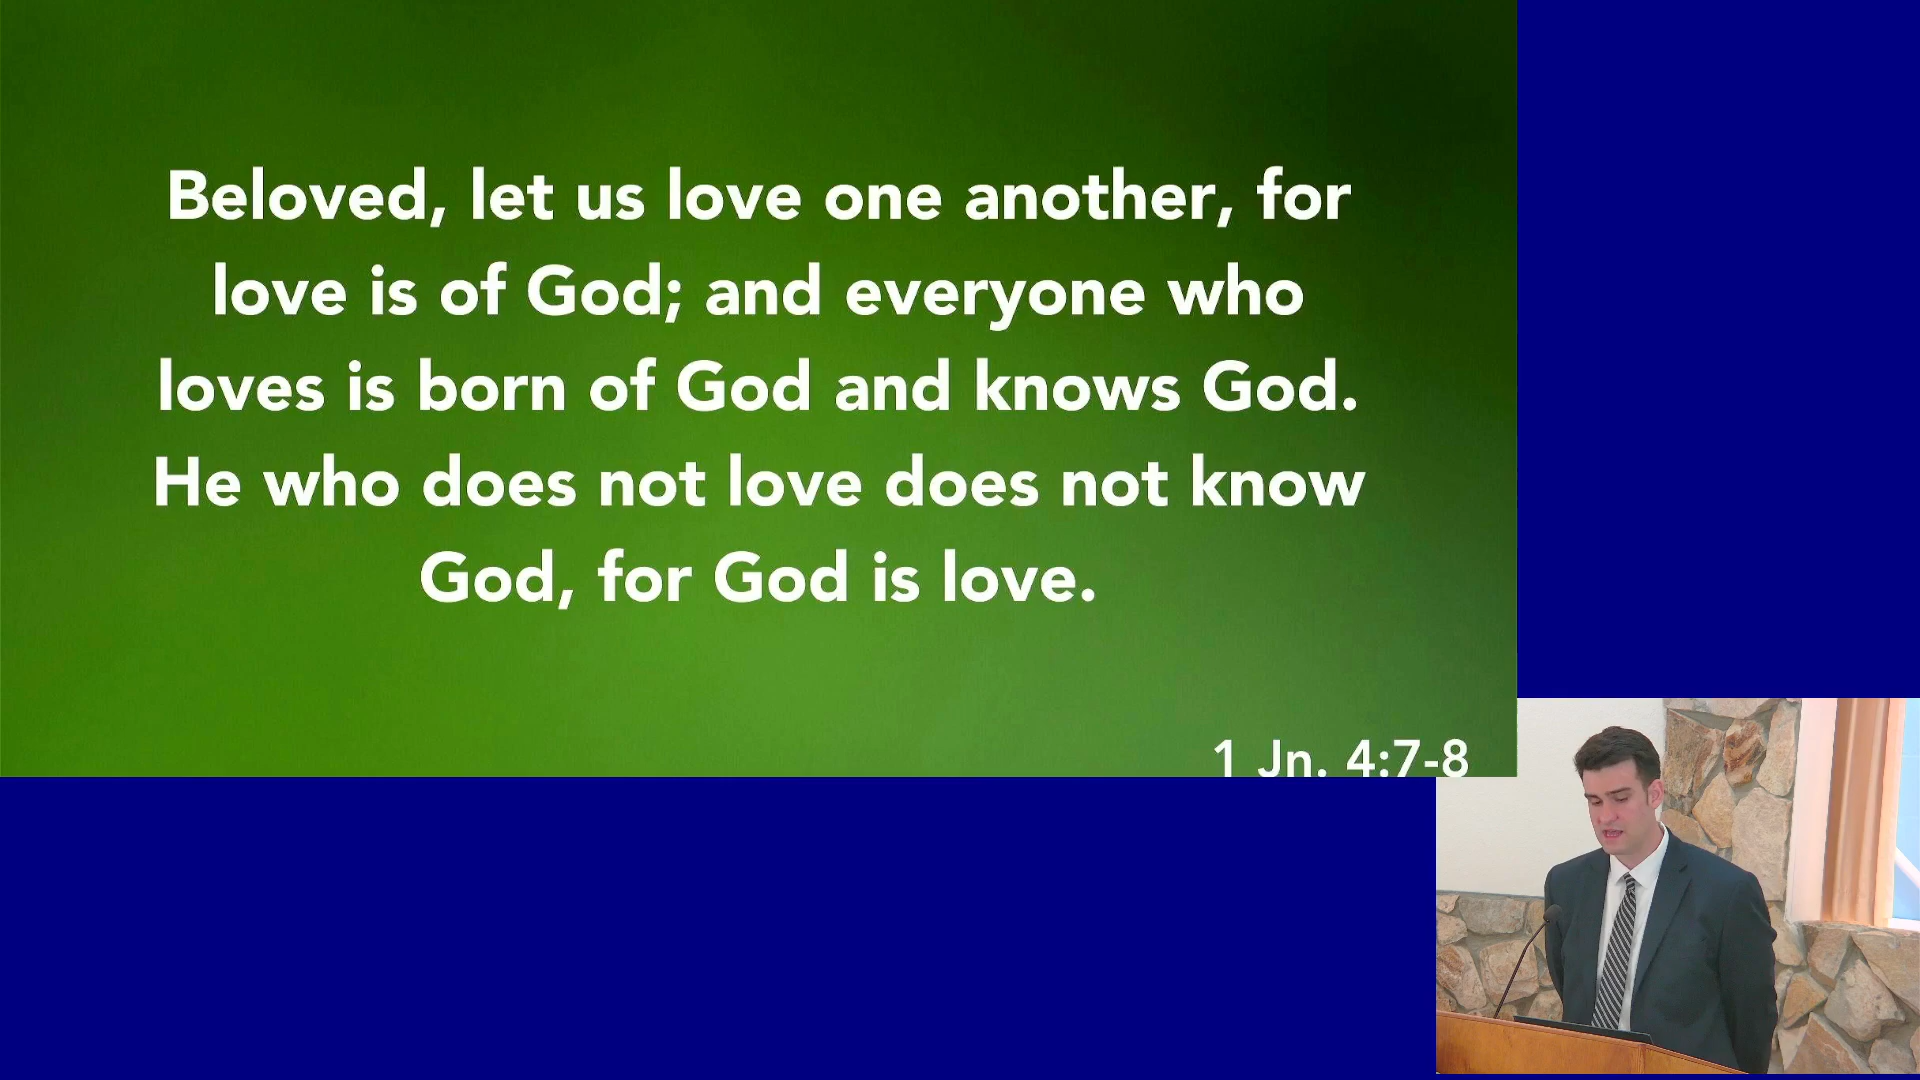 Beloved, let us love one another, for
love is of God; and everyone who
loves is born of God and knows God.
He who does not love does not know
God, for God is love.
1 Jn. 4:7-8